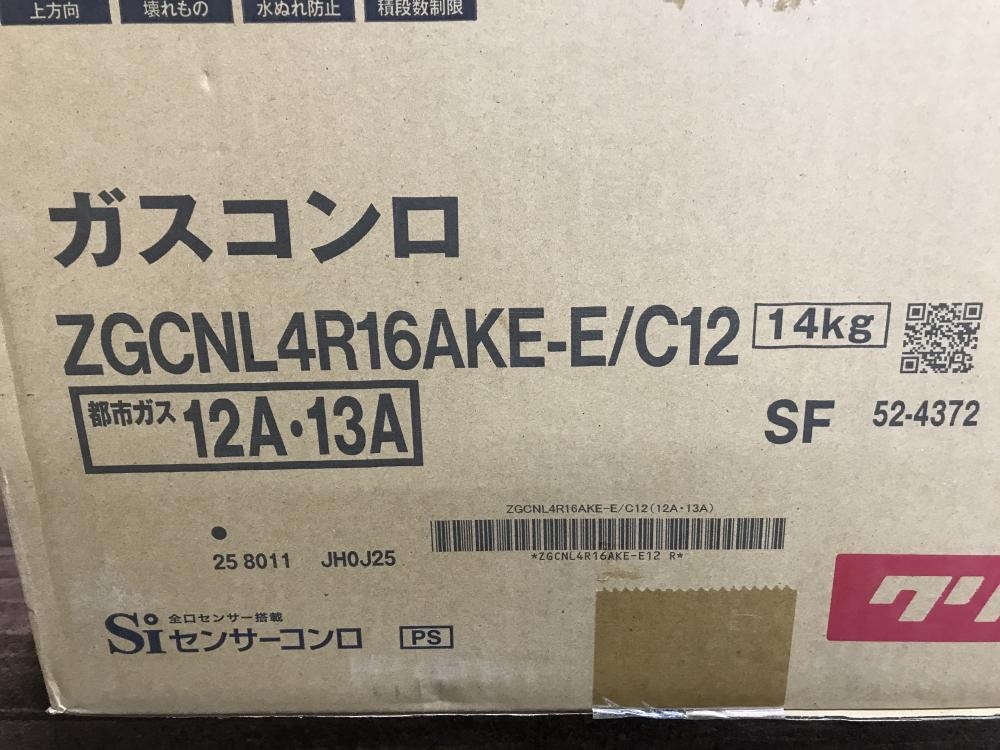 上方向 壊れもの 水ぬれ防止 積段数制限
ガスコンロ
ZGCNL4R16AKE-E/C12 14kg
都市ガス 12A・13A
SF 52-4372
ZGCNL4R16AKE-E/C12(12A・13A)
*ZGCNL4R16AKE-E12 R*
25 8011 JH0J25
Si 全口センサー搭載
センサーコンロ PS
クリ